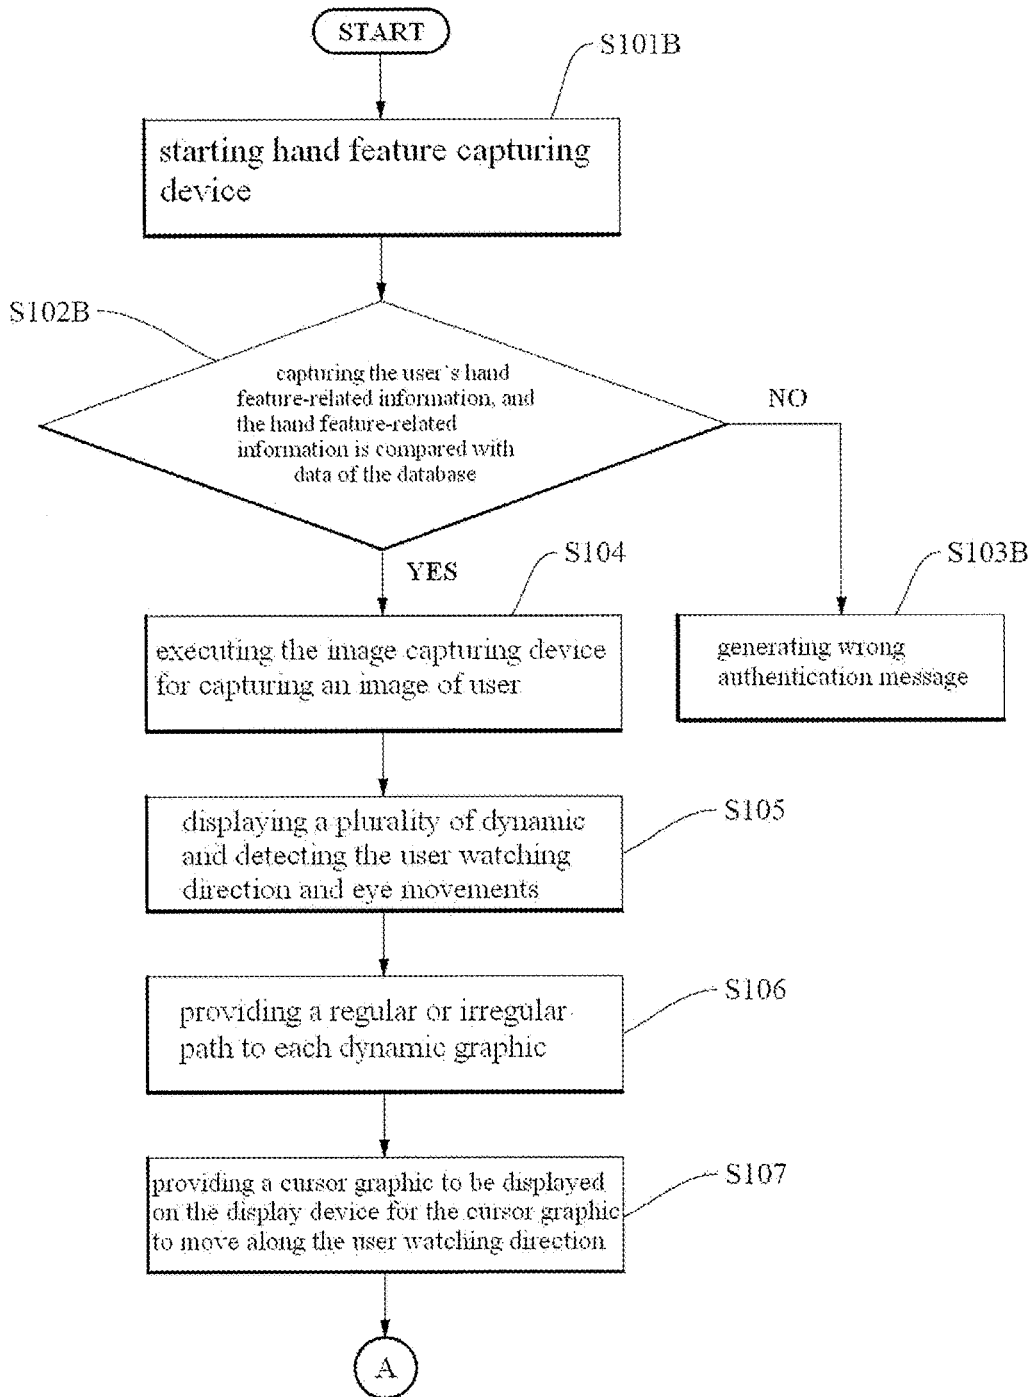 START
S101B
starting hand feature capturing
device
S102B
capturing the user's hand
feature-related information, and
the hand feature-related
information is compared with
data of the database
NO
YES
S104
S103B
executing the image capturing device
for capturing an image of user
generating wrong
authentication message
S105
displaying a plurality of dynamic
and detecting the user watching
direction and eye movements
S106
providing a regular or irregular
path to each dynamic graphic
S107
providing a cursor graphic to be displayed
on the display device for the cursor graphic
to move along the user watching direction
A